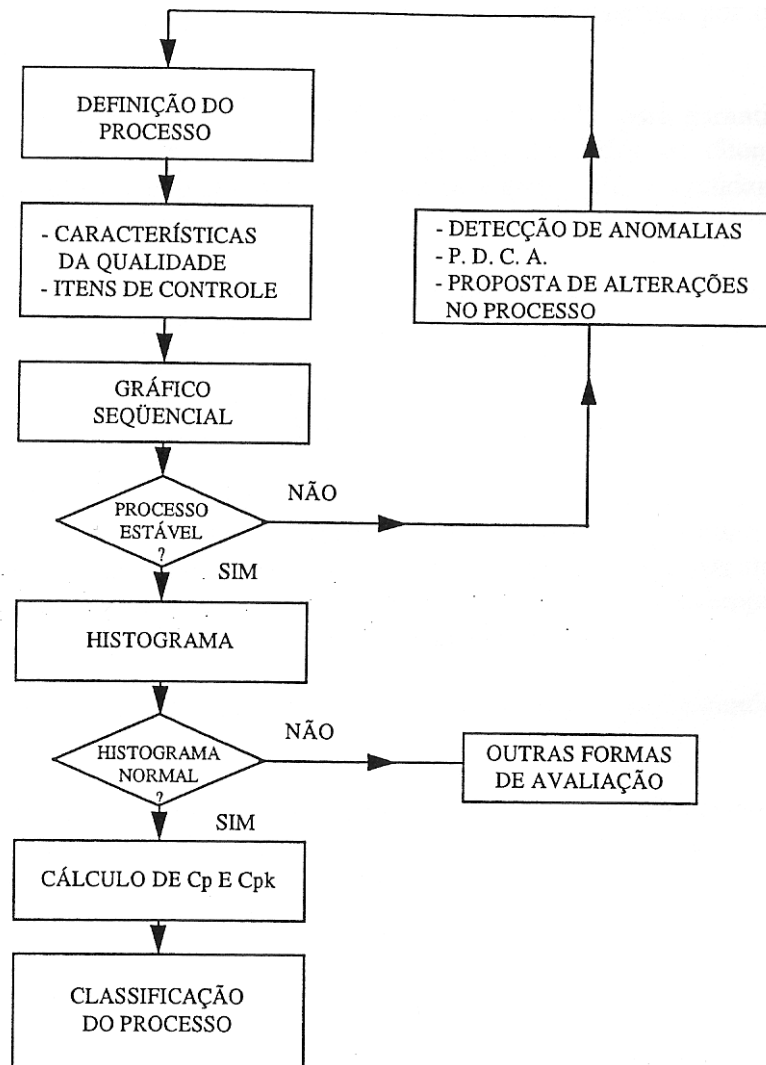 DEFINIÇÃO DO
PROCESSO
- CARACTERÍSTICAS
DA QUALIDADE
- ITENS DE CONTROLE
- DETECÇÃO DE ANOMALIAS
- P. D. C. A.
- PROPOSTA DE ALTERAÇÕES
NO PROCESSO
GRÁFICO
SEQÜENCIAL
PROCESSO
ESTÁVEL
?
NÃO
SIM
HISTOGRAMA
HISTOGRAMA
NORMAL
?
NÃO
OUTRAS FORMAS
DE AVALIAÇÃO
SIM
CÁLCULO DE Cp E Cpk
CLASSIFICAÇÃO
DO PROCESSO